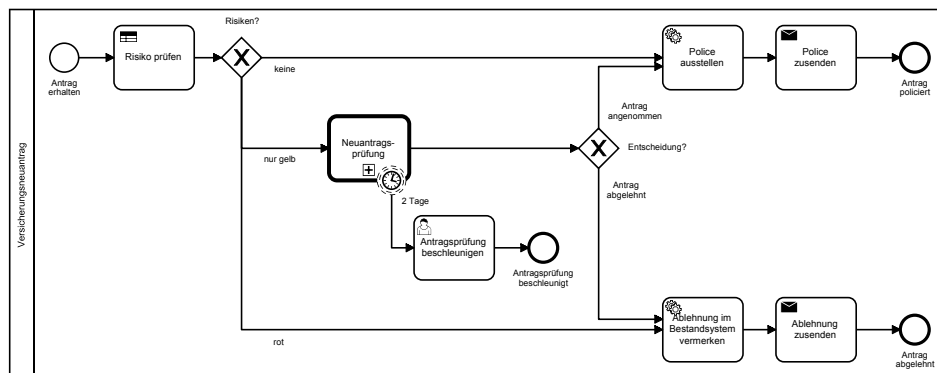 Versicherungsneuantrag
Antrag
erhalten
Risiko prüfen
Risiken?
keine
nur gelb
rot
Neuantrags-
prüfung
2 Tage
Antragsprüfung
beschleunigen
Antragsprüfung
beschleunigt
Entscheidung?
Antrag
angenommen
Antrag
abgelehnt
Police
ausstellen
Police
zusenden
Antrag
policiert
Ablehnung im
Bestandsystem
vermerken
Ablehnung
zusenden
Antrag
abgelehnt